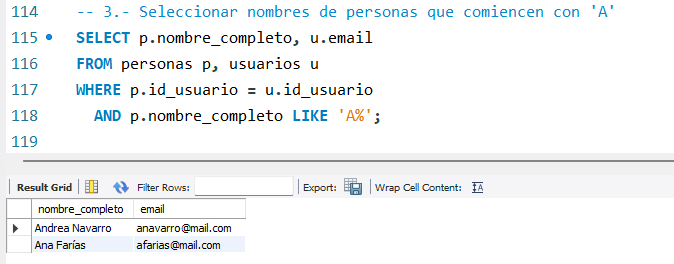 114 -- 3.- Seleccionar nombres de personas que comiencen con 'A'
115 SELECT p.nombre_completo, u.email
116 FROM personas p, usuarios u
117 WHERE p.id_usuario = u.id_usuario
118 AND p.nombre_completo LIKE 'A%';
119
Result Grid Filter Rows: Export: Wrap Cell Content: IA
nombre_completo email
Andrea Navarro anavarro@mail.com
Ana Farías afarias@mail.com